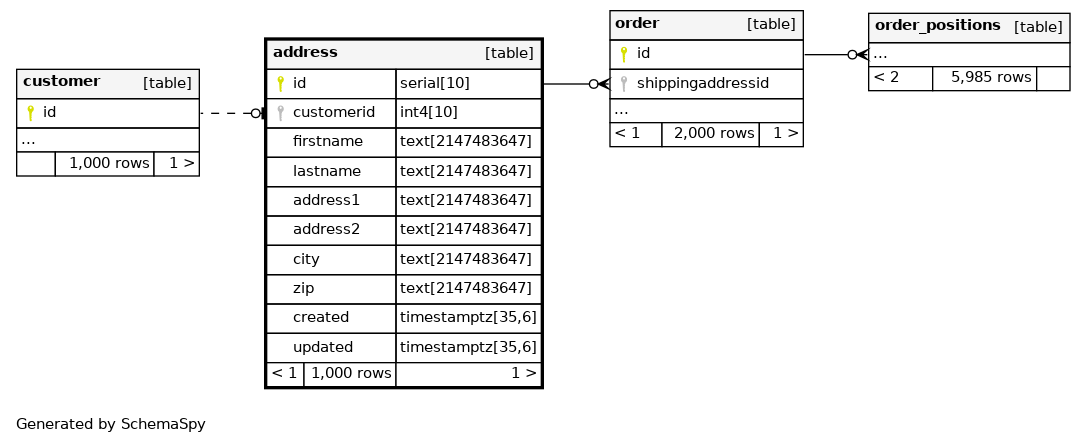 customer [table]
id
...
1,000 rows 1 >
address [table]
id serial[10]
customerid int4[10]
firstname text[2147483647]
lastname text[2147483647]
address1 text[2147483647]
address2 text[2147483647]
city text[2147483647]
zip text[2147483647]
created timestamptz[35,6]
updated timestamptz[35,6]
< 1 1,000 rows 1 >
order [table]
id
shippingaddressid
...
< 1 2,000 rows 1 >
order_positions [table]
...
< 2 5,985 rows
Generated by SchemaSpy